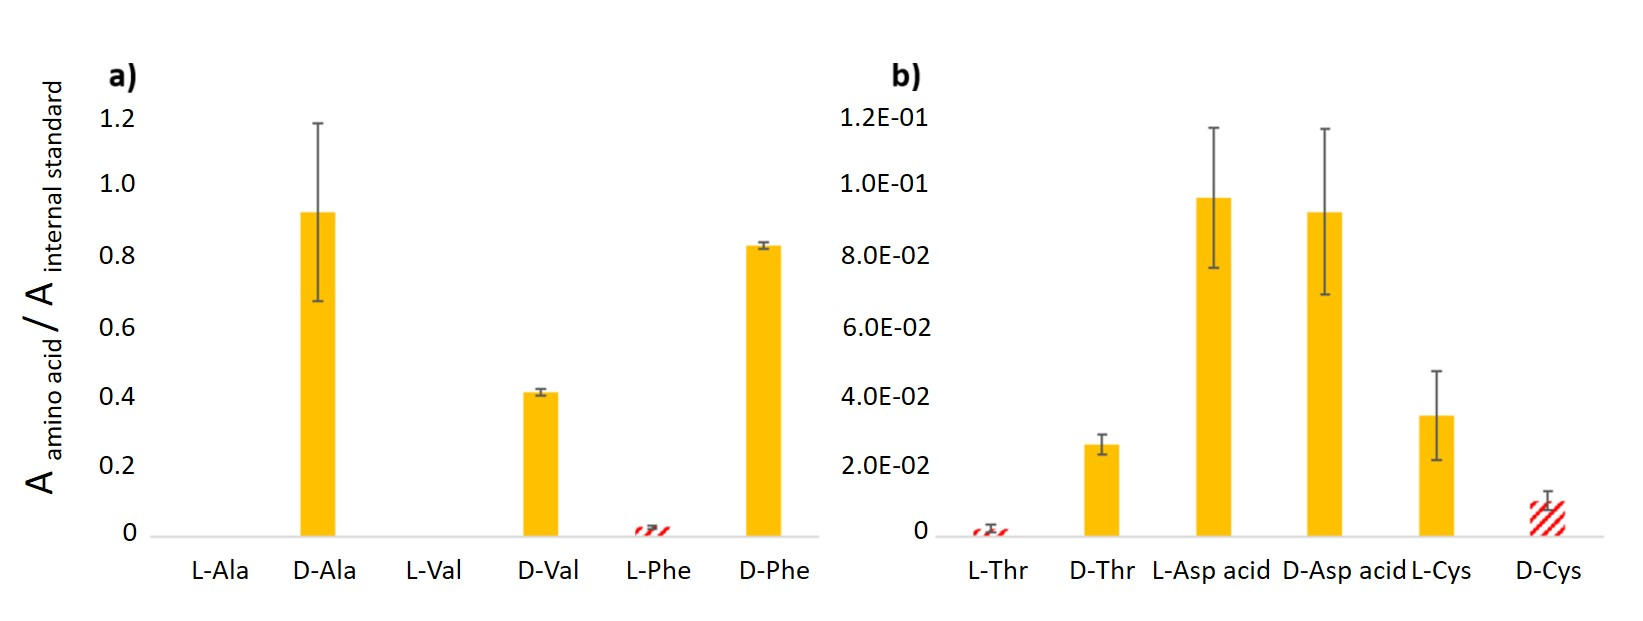 a)
A amino acid / A internal standard
1.2
1.0
0.8
0.6
0.4
0.2
0
L-Ala D-Ala L-Val D-Val L-Phe D-Phe
b)
1.2E-01
1.0E-01
8.0E-02
6.0E-02
4.0E-02
2.0E-02
0
L-Thr D-Thr L-Asp acid D-Asp acid L-Cys D-Cys